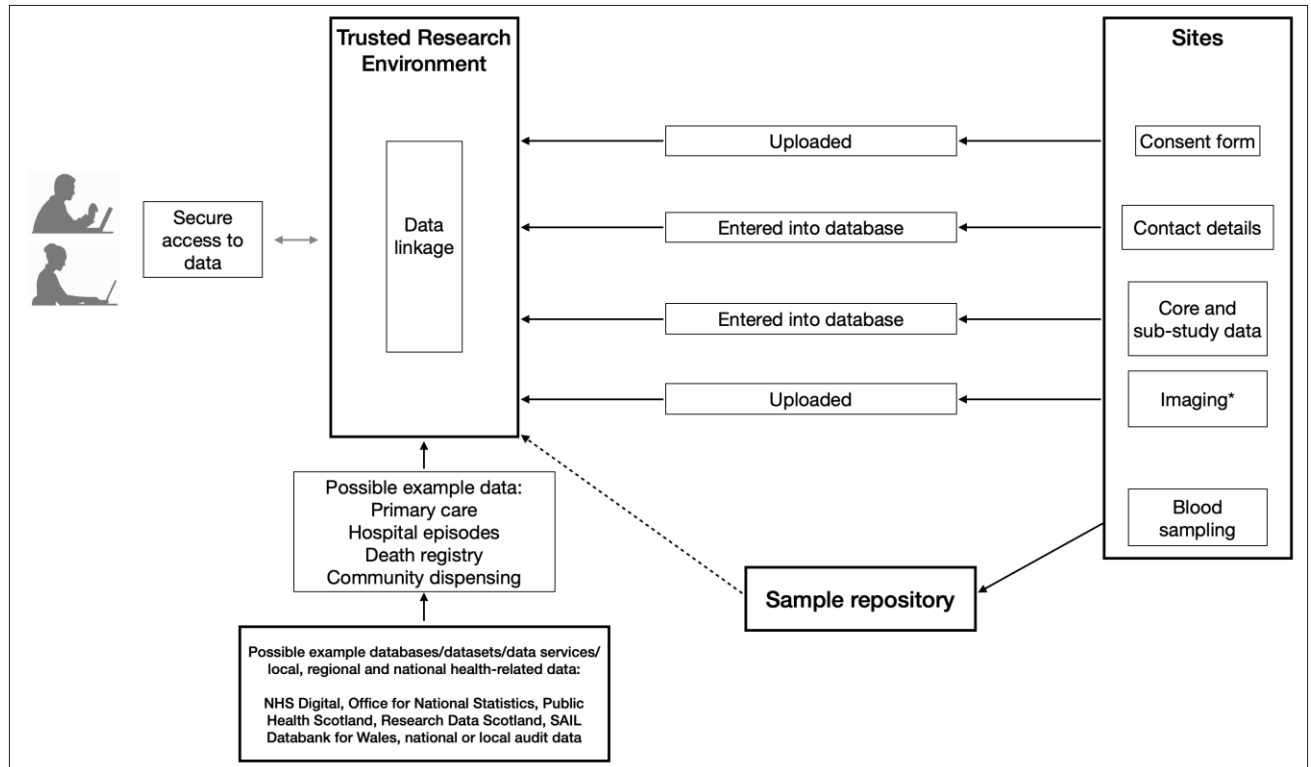 Trusted Research
Environment
Sites
Uploaded
Consent form
Secure
access to
data
Data
linkage
Entered into database
Contact details
Entered into database
Core and
sub-study data
Uploaded
Imaging*
Possible example data:
Primary care
Hospital episodes
Death registry
Community dispensing
Blood
sampling
Sample repository
Possible example databases/datasets/data services/
local, regional and national health-related data:
NHS Digital, Office for National Statistics, Public
Health Scotland, Research Data Scotland, SAIL
Databank for Wales, national or local audit data